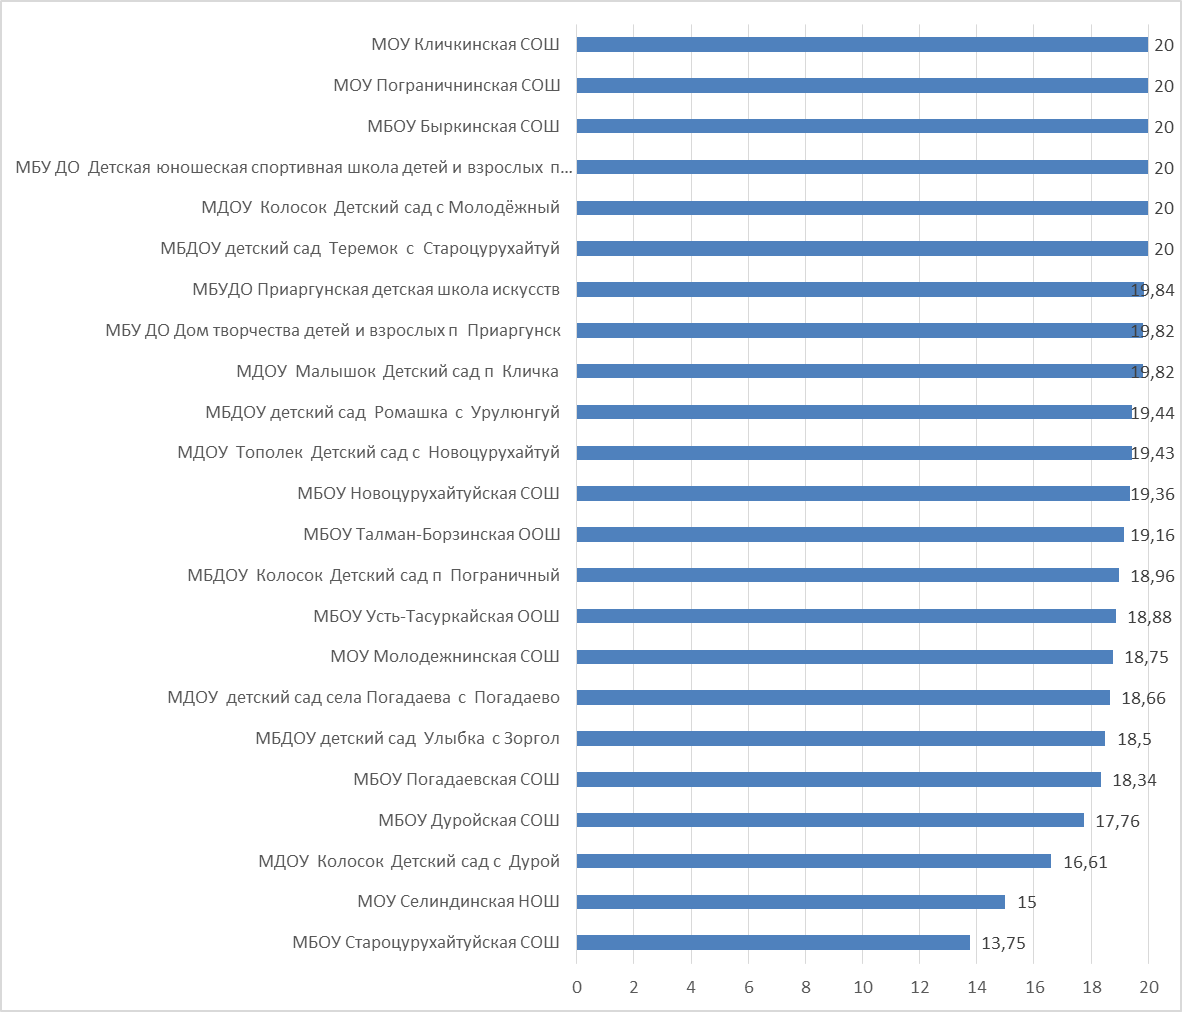 МОУ Кличкинская СОШ 20
МОУ Пограничнинская СОШ 20
МБОУ Быркинская СОШ 20
МБУ ДО Детская юношеская спортивная школа детей и взрослых п... 20
МДОУ Колосок Детский сад с Молодёжный 20
МБДОУ детский сад Теремок с Староцурухайтуй 20
МБУДО Приаргунская детская школа искусств 19,84
МБУ ДО Дом творчества детей и взрослых п Приаргунск 19,82
МДОУ Малышок Детский сад п Кличка 19,82
МБДОУ детский сад Ромашка с Урулюнгуй 19,44
МДОУ Тополек Детский сад с Новоцурухайтуй 19,43
МБОУ Новоцурухайтуйская СОШ 19,36
МБОУ Талман-Борзинская ООШ 19,16
МБДОУ Колосок Детский сад п Пограничный 18,96
МБОУ Усть-Тасуркайская ООШ 18,88
МОУ Молодежнинская СОШ 18,75
МДОУ детский сад села Погадаева с Погадаево 18,66
МБДОУ детский сад Улыбка с Зоргол 18,5
МБОУ Погадаевская СОШ 18,34
МБОУ Дуройская СОШ 17,76
МДОУ Колосок Детский сад с Дурой 16,61
МОУ Селиндинская НОШ 15
МБОУ Староцурухайтуйская СОШ 13,75
0 2 4 6 8 10 12 14 16 18 20